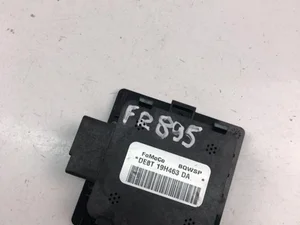 FR895
FoMoCo BQWSP
DE8T 19H463 DA